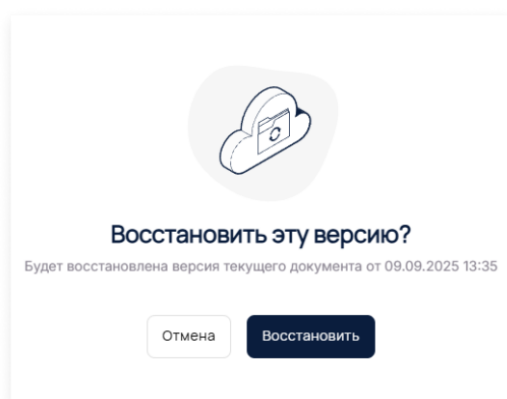 Восстановить эту версию?
Будет восстановлена версия текущего документа от 09.09.2025 13:35
Отмена
Восстановить